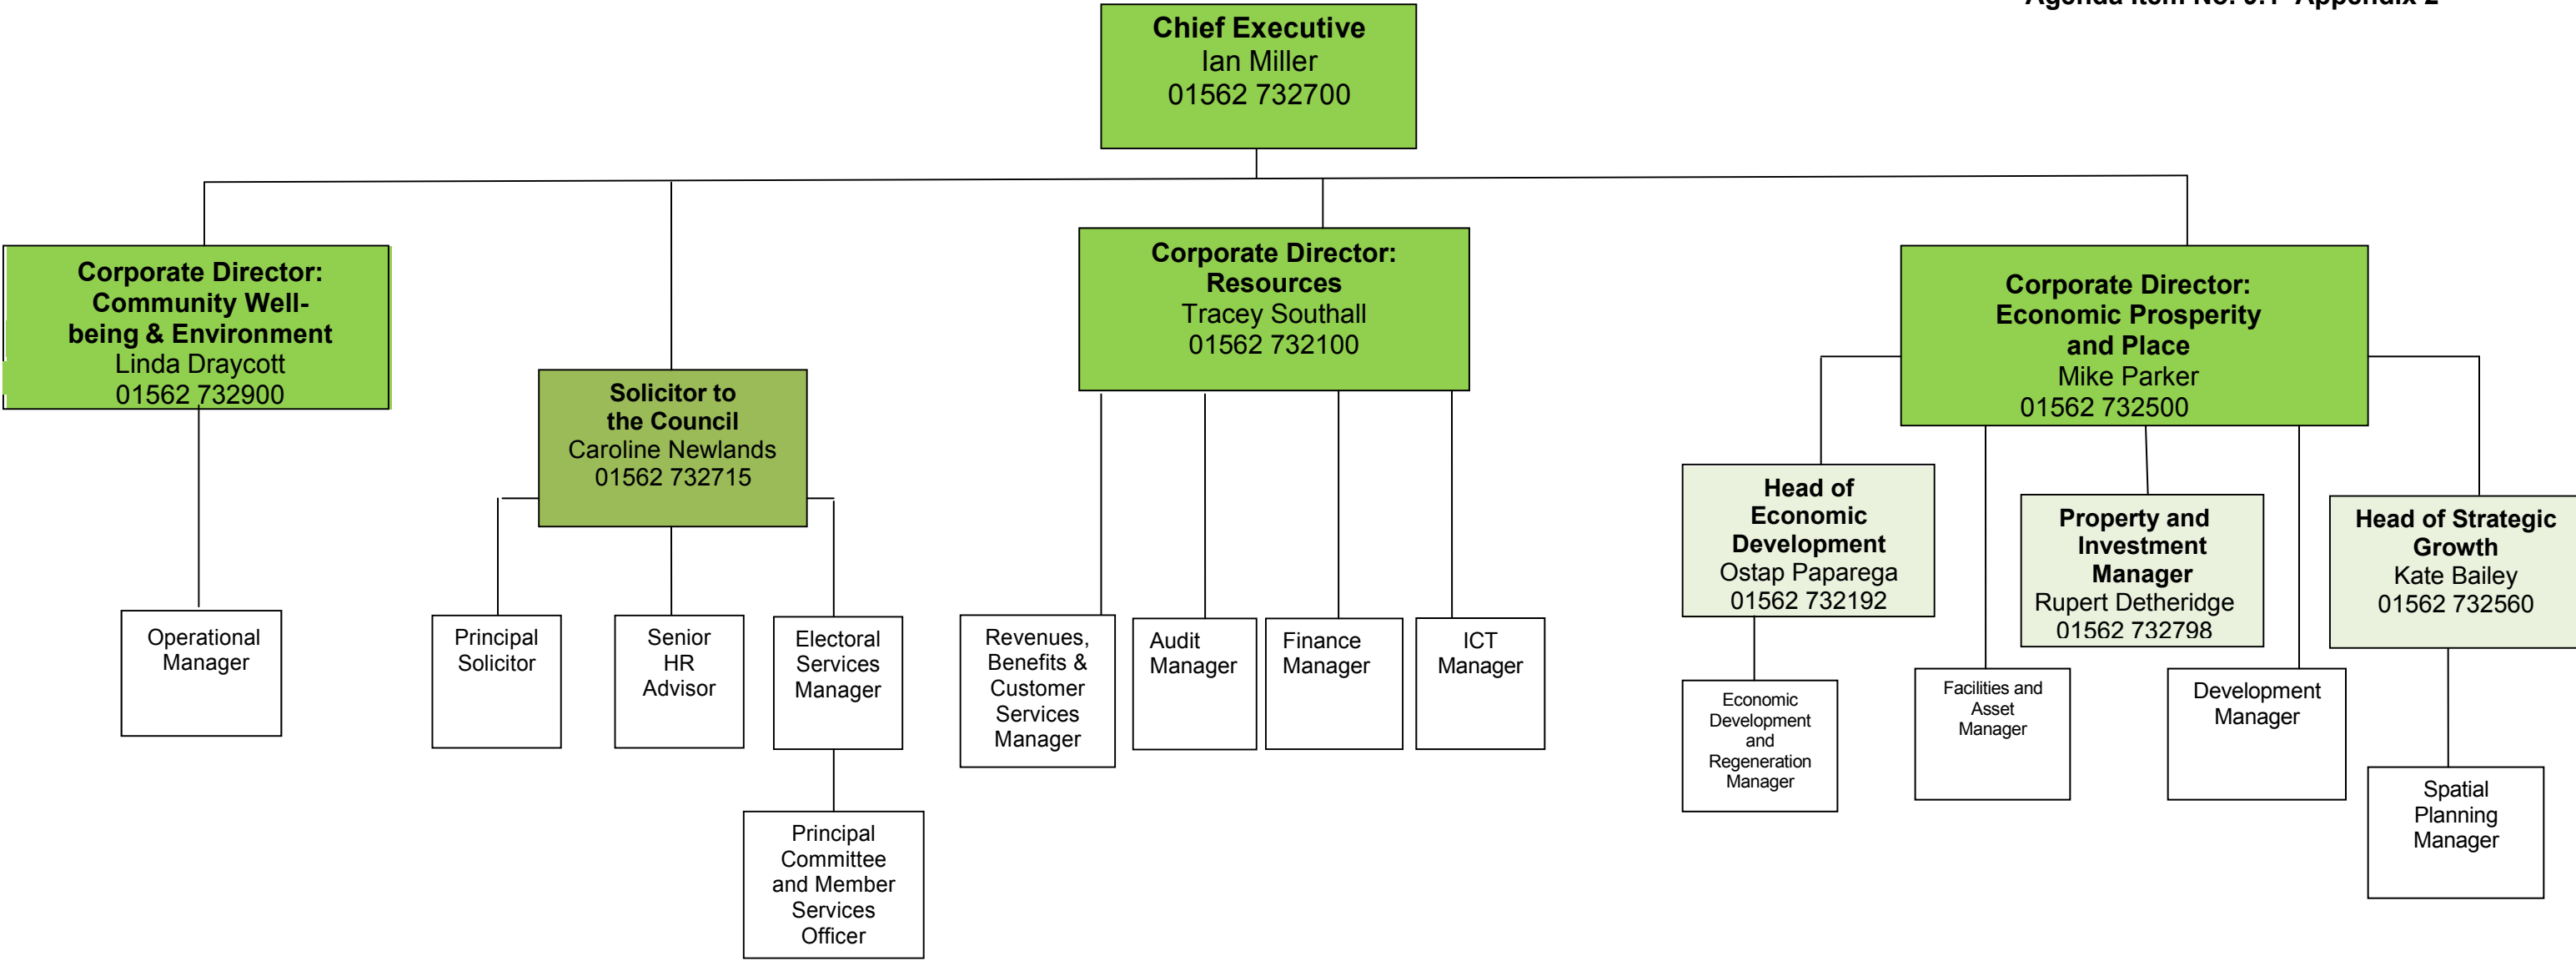 Appendix 2
Chief Executive
Ian Miller
01562 732700
Corporate Director:
Community Well-
being & Environment
Linda Draycott
01562 732900
Solicitor to
the Council
Caroline Newlands
01562 732715
Corporate Director:
Resources
Tracey Southall
01562 732100
Corporate Director:
Economic Prosperity
and Place
Mike Parker
01562 732500
Head of
Economic
Development
Ostap Paparega
01562 732192
Property and
Investment
Manager
Rupert Detheridge
01562 732798
Head of Strategic
Growth
Kate Bailey
01562 732560
Operational
Manager
Principal
Solicitor
Senior
HR
Advisor
Electoral
Services
Manager
Revenues,
Benefits &
Customer
Services
Manager
Audit
Manager
Finance
Manager
ICT
Manager
Economic
Development
and
Regeneration
Manager
Facilities and
Asset
Manager
Development
Manager
Spatial
Planning
Manager
Principal
Committee
and Member
Services
Officer